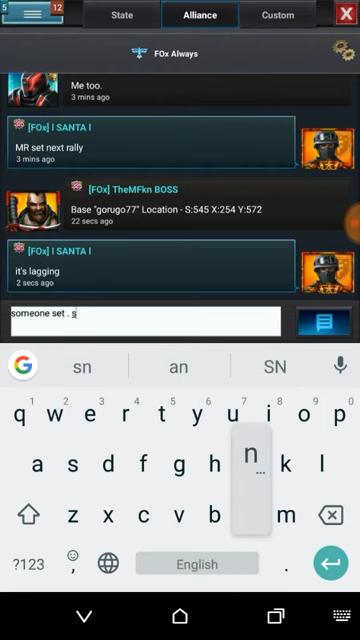 5
12
State
Alliance
Custom
X
FOx Always
Me too.
3 mins ago
[FOx] l SANTA l
MR set next rally
3 mins ago
[FOx] TheMFkn BOSS
Base "gorugo77" Location - S:545 X:254 Y:572
22 secs ago
[FOx] l SANTA l
it's lagging
2 secs ago
someone set . s
G
sn an SN
1 2 3 4 5 6 7 8 9 0
q w e r t y u i o p
a s d f g h k l
n
...
z x c v b m
?123 , English .